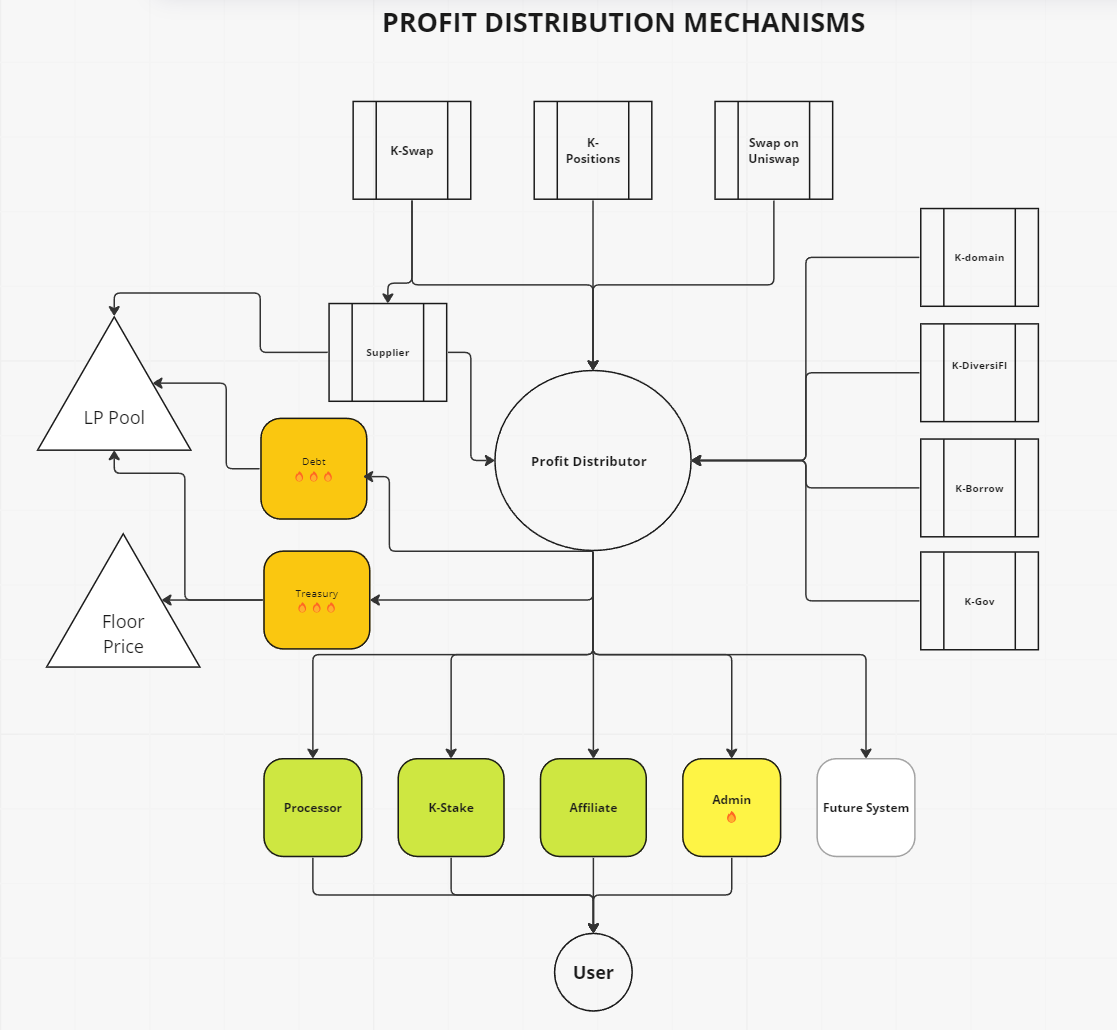 PROFIT DISTRIBUTION MECHANISMS
K-Swap
K-
Positions
Swap on
Uniswap
K-domain
Supplier
K-DiversiFI
LP Pool
Debt
🔥🔥🔥
Profit Distributor
K-Borrow
Treasury
🔥🔥🔥
Floor
Price
K-Gov
Processor
K-Stake
Affiliate
Admin
🔥
Future System
User